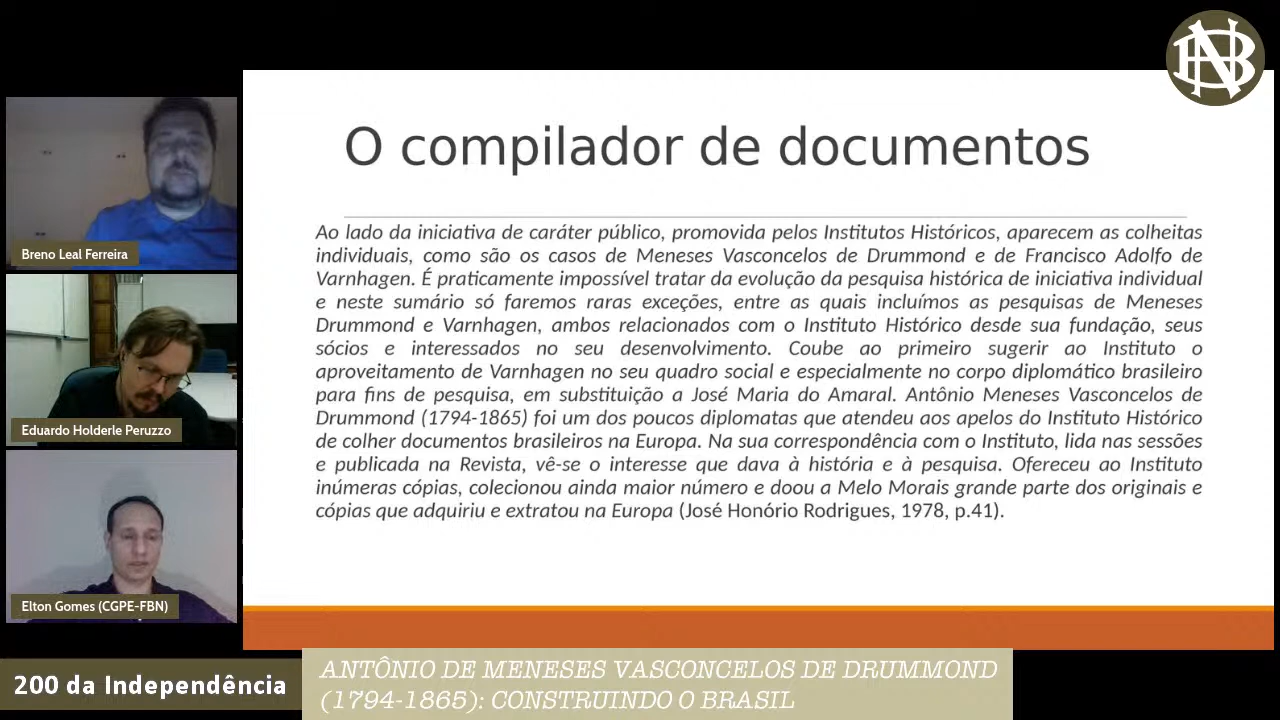 O compilador de documentos
Ao lado da iniciativa de caráter público, promovida pelos Institutos Históricos, aparecem as colheitas
individuais, como são os casos de Meneses Vasconcelos de Drummond e de Francisco Adolfo de
Varnhagen. É praticamente impossível tratar da evolução da pesquisa histórica de iniciativa individual
e neste sumário só faremos raras exceções, entre as quais incluímos as pesquisas de Meneses
Drummond e Varnhagen, ambos relacionados com o Instituto Histórico desde sua fundação, seus
sócios e interessados no seu desenvolvimento. Coube ao primeiro sugerir ao Instituto o
aproveitamento de Varnhagen no seu quadro social e especialmente no corpo diplomático brasileiro
para fins de pesquisa, em substituição a José Maria do Amaral. Antônio Meneses Vasconcelos de
Drummond (1794-1865) foi um dos poucos diplomatas que atendeu aos apelos do Instituto Histórico
de colher documentos brasileiros na Europa. Na sua correspondência com o Instituto, lida nas sessões
e publicada na Revista, vê-se o interesse que dava à história e à pesquisa. Ofereceu ao Instituto
inúmeras cópias, colecionou ainda maior número e doou a Melo Morais grande parte dos originais e
cópias que adquiriu e extratou na Europa (José Honório Rodrigues, 1978, p.41).
Breno Leal Ferreira
Eduardo Holderle Peruzzo
Elton Gomes (CGPE-FBN)
200 da Independência
ANTÔNIO DE MENESES VASCONCELOS DE DRUMMOND
(1794-1865): CONSTRUINDO O BRASIL